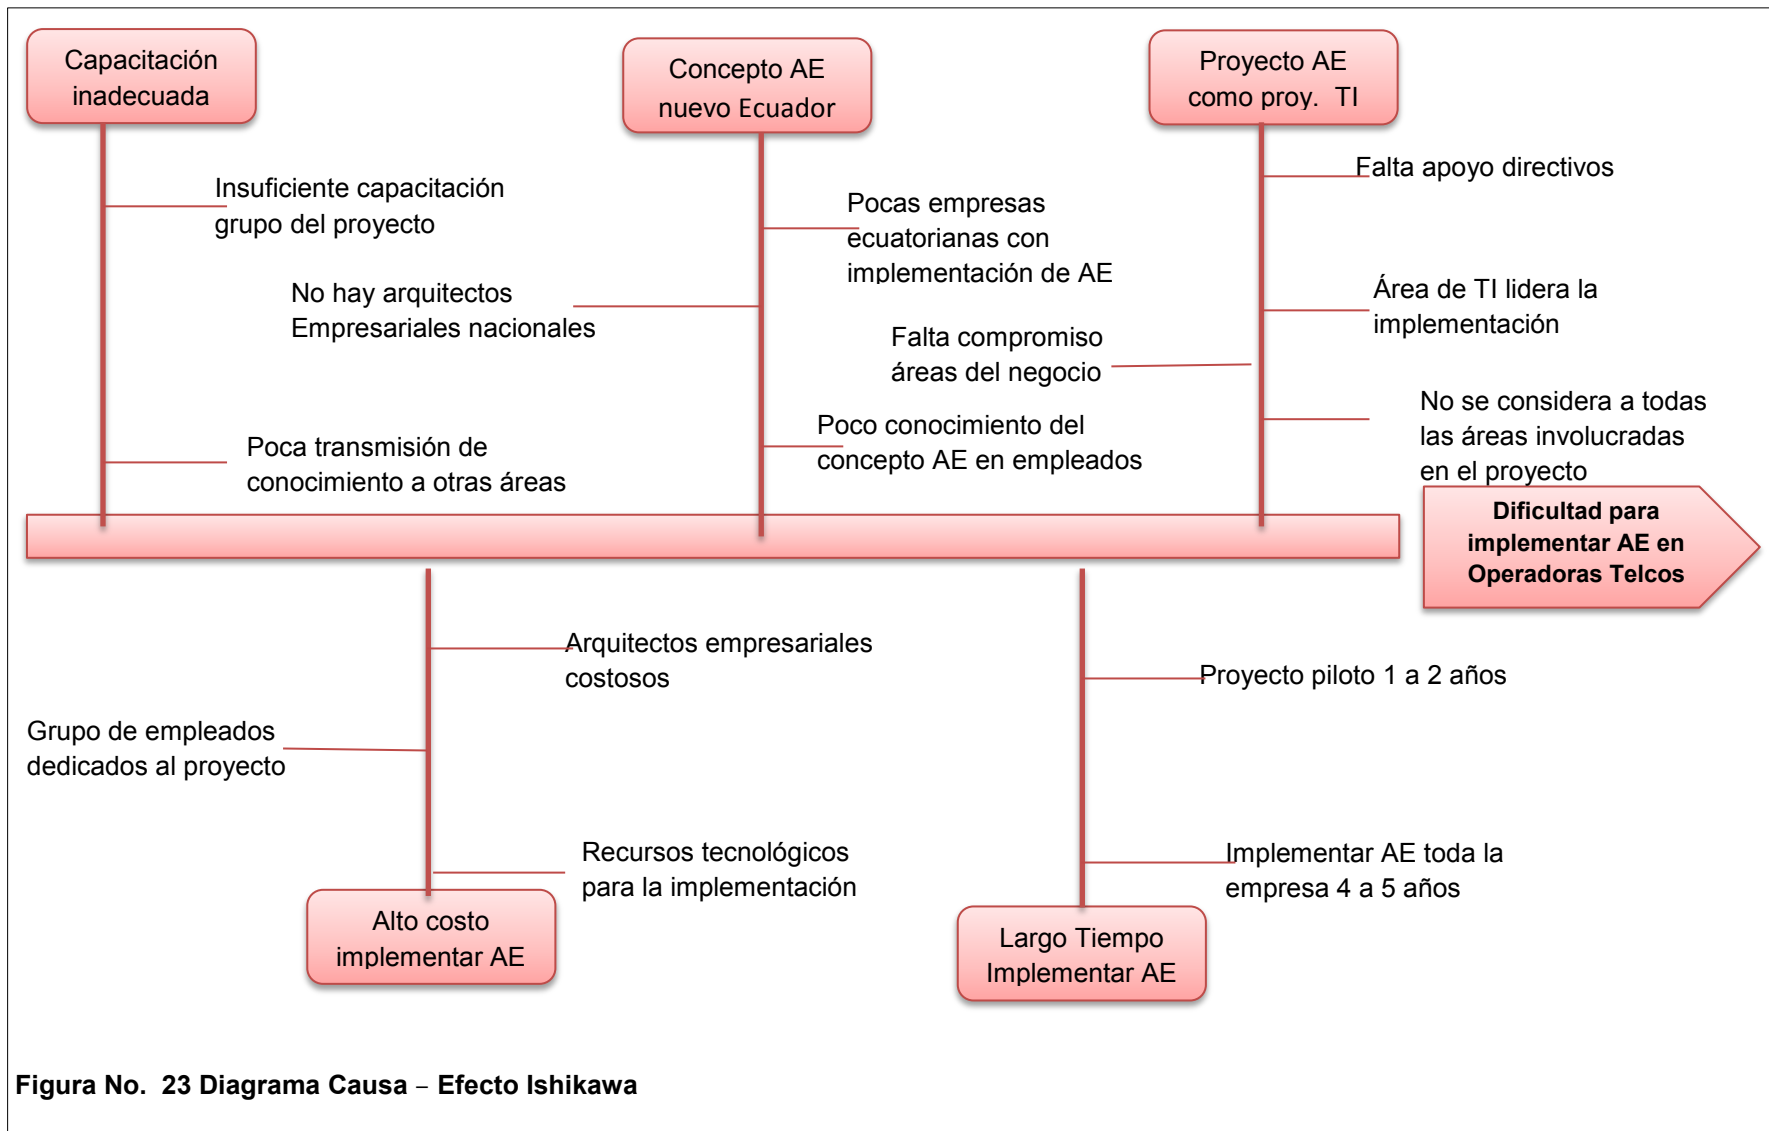 Capacitación
inadecuada
Concepto AE
nuevo Ecuador
Proyecto AE
como proy. TI
Insuficiente capacitación
grupo del proyecto
Poca transmisión de
conocimiento a otras áreas
No hay arquitectos
Empresariales nacionales
Pocas empresas
ecuatorianas con
implementación de AE
Poco conocimiento del
concepto AE en empleados
Falta compromiso
áreas del negocio
Falta apoyo directivos
Área de TI lidera la
implementación
No se considera a todas
las áreas involucradas
en el proyecto
Dificultad para
implementar AE en
Operadoras Telcos
Arquitectos empresariales
costosos
Grupo de empleados
dedicados al proyecto
Recursos tecnológicos
para la implementación
Alto costo
implementar AE
Proyecto piloto 1 a 2 años
Implementar AE toda la
empresa 4 a 5 años
Largo Tiempo
Implementar AE
Figura No. 23 Diagrama Causa – Efecto Ishikawa